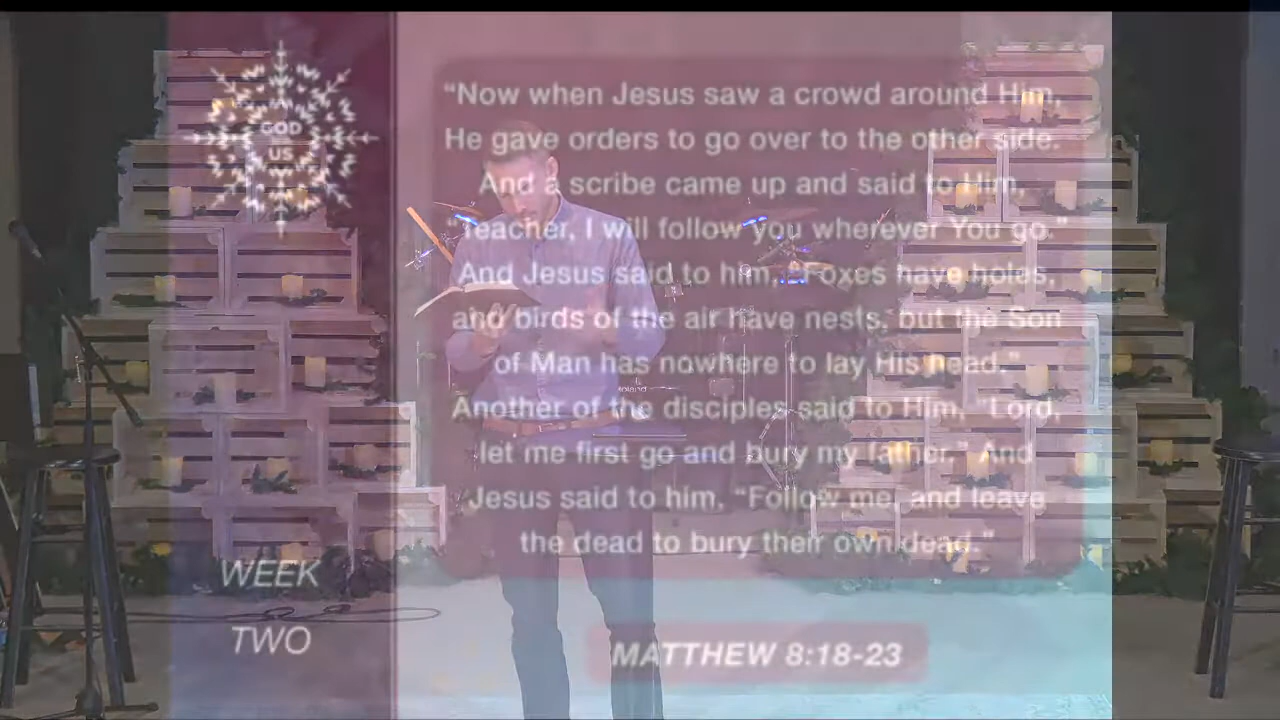 GOD
US
"Now when Jesus saw a crowd around Him,
He gave orders to go over to the other side.
And a scribe came up and said to Him,
"Teacher, I will follow you wherever You go."
And Jesus said to him, "Foxes have holes,
and birds of the air have nests, but the Son
of Man has nowhere to lay His head."
Another of the disciples said to Him, "Lord,
let me first go and bury my father." And
Jesus said to him, "Follow me, and leave
the dead to bury their own dead."
WEEK
TWO
MATTHEW 8:18-23
Roland